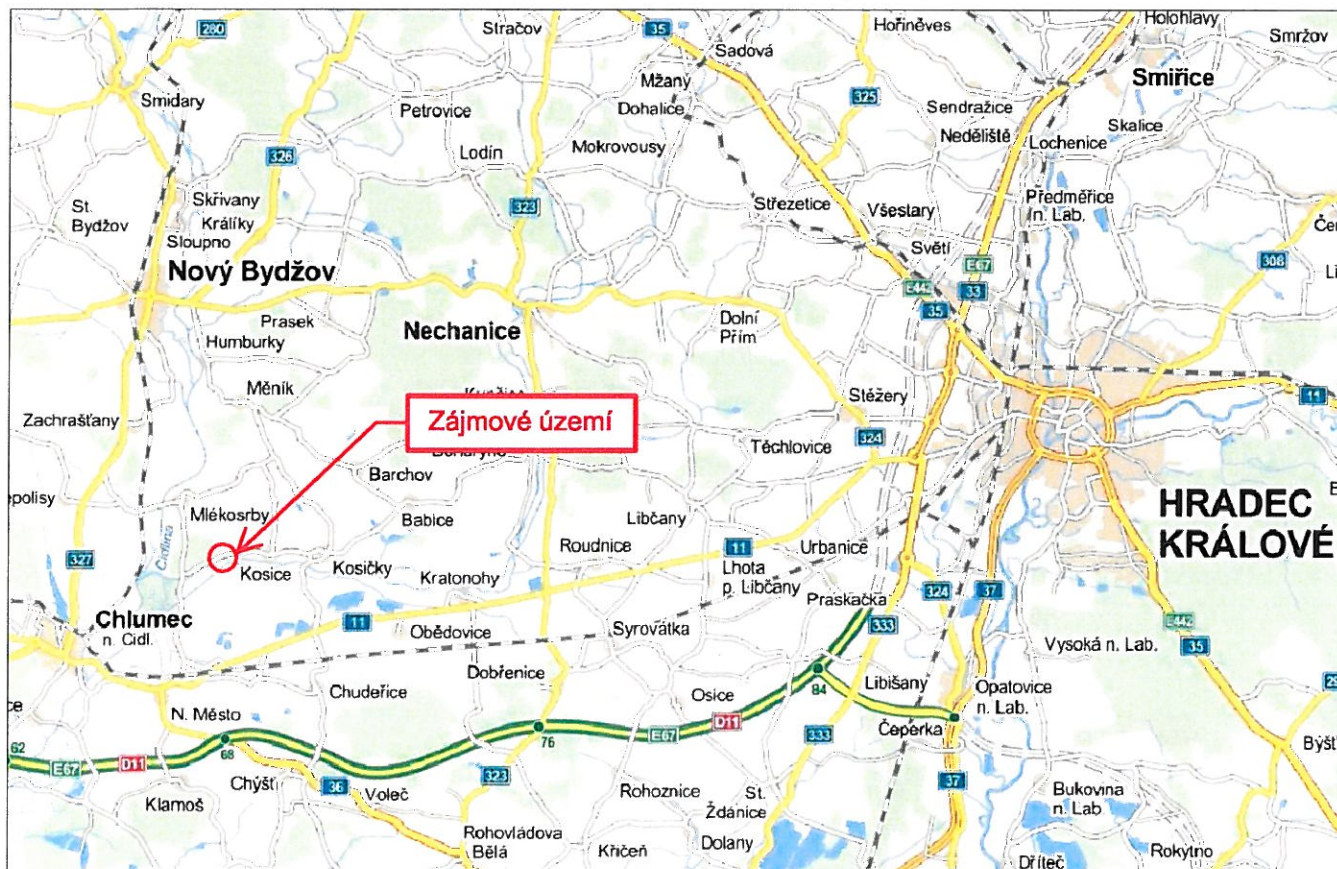 280
Stračov
35
Sadová
Hořiněves
Holohlavy
Smržov
Smidary
Petrovice
Mžany
Dohalice
325
Sendražice
Smiřice
Neděliště
Skalice
Lochenice
326
Lodín
Mokrovousy
St.
Bydžov
Skřivany
Králíky
323
Střezetice
Všestary
Předměřice
n. Lab.
Sloupno
Světí
308
Nový Bydžov
E67
E442
33
35
Prasek
Humburky
Nechanice
Dolní
Přím
Měník
Stěžery
11
Zachrašťany
Zájmové území
Těchlovice
324
Barchov
HRADEC
KRÁLOVÉ
Mlékosrby
Babice
Libčany
Cidlina
327
Kosice
Kosičky
Kratonohy
Roudnice
11
Lhota
p. Libčany
Urbanice
Chlumec
n. Cidl.
11
Obědovice
Syrovátka
Praskačka
333
324
37
E442
35
Vysoká n. Lab.
Chudeřice
Dobřenice
Osice
84
Libišany
Opatovice
n. Lab.
N. Město
Čeperka
62
E67
D11
68
76
E67
D11
333
Chýšť
36
Voleč
323
Klamoš
Rohoznice
St.
Ždánice
37
Bukovina
n. Lab.
Rohovládova
Bělá
Křičeň
Dolany
Dříteč
Rokytno